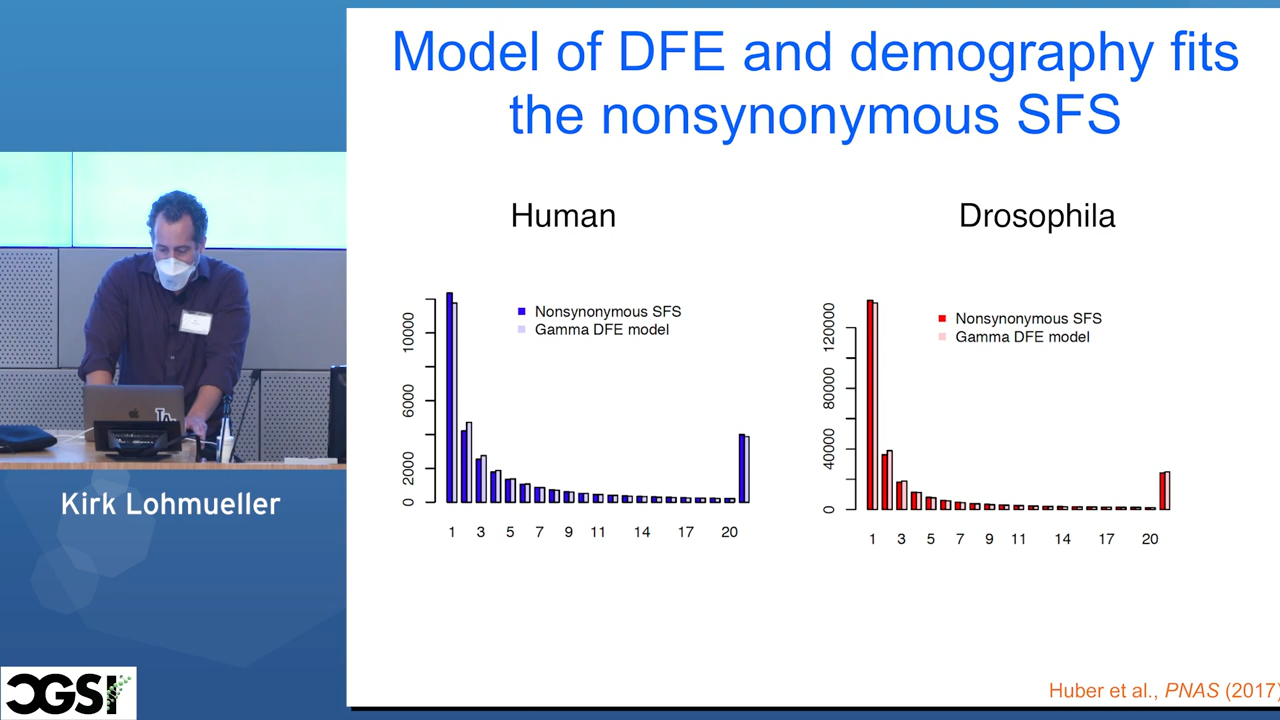 Model of DFE and demography fits
the nonsynonymous SFS
Human
Drosophila
Nonsynonymous SFS
Gamma DFE model
0 2000 6000 10000
1 3 5 7 9 11 14 17 20
Nonsynonymous SFS
Gamma DFE model
0 40000 80000 120000
1 3 5 7 9 11 14 17 20
LA
Kirk Lohmueller
CGSI
Huber et al., PNAS (2017)